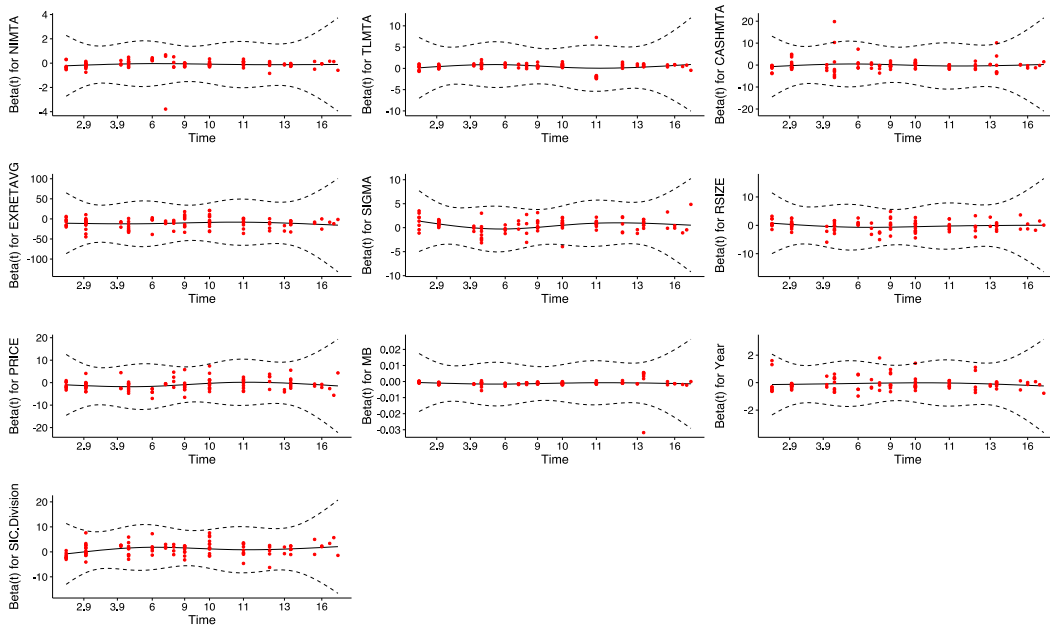 Beta(t) for NIMTA
4
2
0
-2
-4
2.9 3.9 6 9 10 11 13 16
Time
Beta(t) for TLMTA
10
5
0
-5
-10
2.9 3.9 6 9 10 11 13 16
Time
Beta(t) for CASHMTA
20
10
0
-10
-20
2.9 3.9 6 9 10 11 13 16
Time
Beta(t) for EXRETAVG
100
50
0
-50
-100
2.9 3.9 6 9 10 11 13 16
Time
Beta(t) for SIGMA
10
5
0
-5
-10
2.9 3.9 6 9 10 11 13 16
Time
Beta(t) for RSIZE
10
0
-10
2.9 3.9 6 9 10 11 13 16
Time
Beta(t) for PRICE
20
10
0
-10
-20
2.9 3.9 6 9 10 11 13 16
Time
Beta(t) for MB
0.02
0.01
0.00
-0.01
-0.02
-0.03
2.9 3.9 6 9 10 11 13 16
Time
Beta(t) for Year
2
0
-2
2.9 3.9 6 9 10 11 13 16
Time
Beta(t) for SIC.Division
20
10
0
-10
2.9 3.9 6 9 10 11 13 16
Time